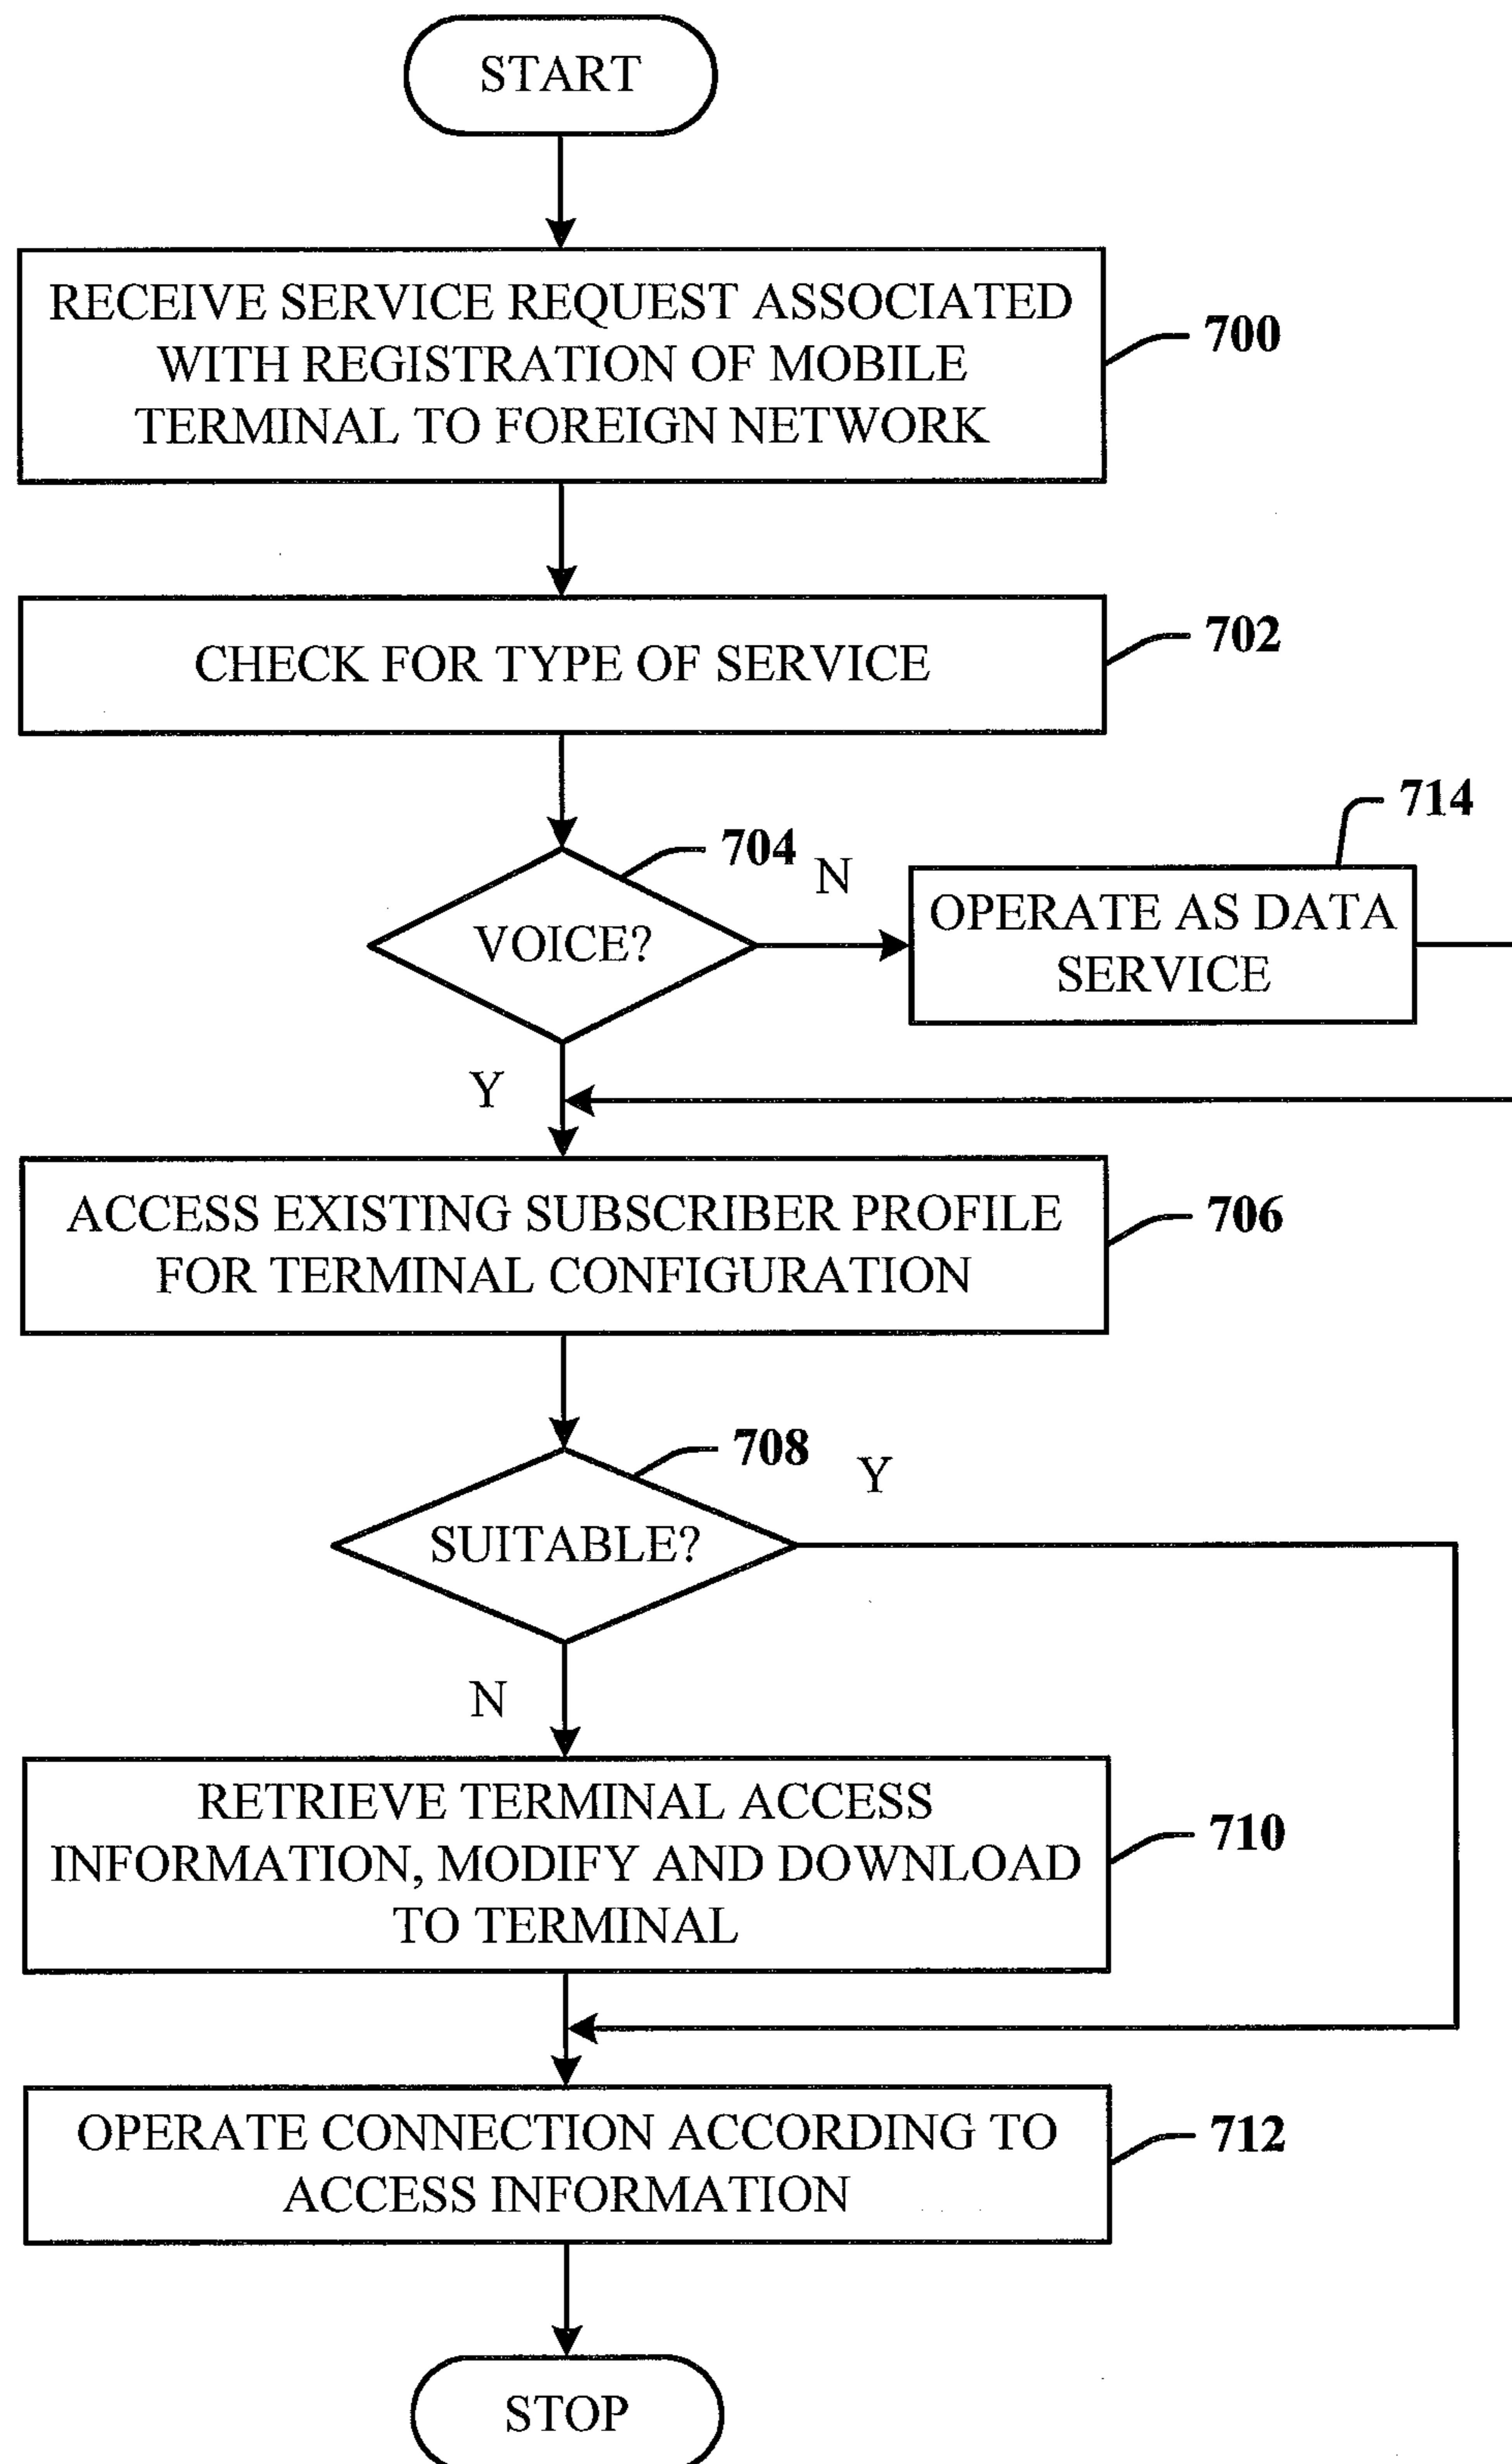 START
RECEIVE SERVICE REQUEST ASSOCIATED
WITH REGISTRATION OF MOBILE
TERMINAL TO FOREIGN NETWORK
700
CHECK FOR TYPE OF SERVICE
702
704
VOICE?
N
714
OPERATE AS DATA
SERVICE
Y
ACCESS EXISTING SUBSCRIBER PROFILE
FOR TERMINAL CONFIGURATION
706
708
SUITABLE?
Y
N
RETRIEVE TERMINAL ACCESS
INFORMATION, MODIFY AND DOWNLOAD
TO TERMINAL
710
OPERATE CONNECTION ACCORDING TO
ACCESS INFORMATION
712
STOP